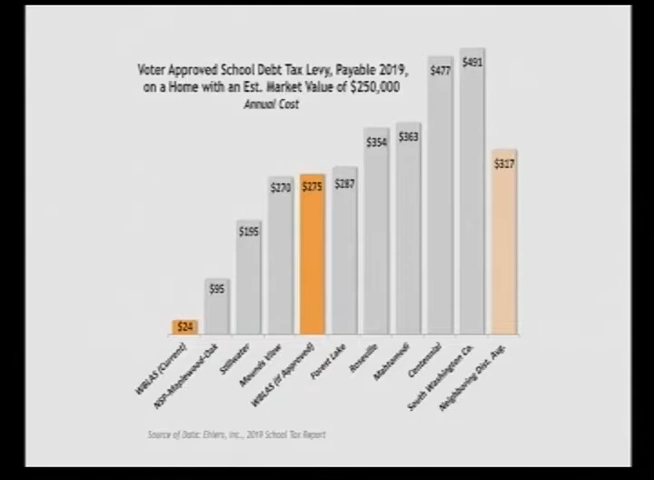 Voter Approved School Debt Tax Levy, Payable 2019,
on a Home with an Est. Market Value of $250,000
Annual Cost
$24
$95
$195
$270
$275
$287
$354
$363
$477
$491
$317
WBLAS (Current)
NSP-Maplewood-Oak
Stillwater
Mounds View
WBLAS (If Approved)
Forest Lake
Roseville
Mahtomedi
Centennial
South Washington Co.
Neighboring Dist. Avg.
Source of Data: Ehlers, Inc., 2019 School Tax Report